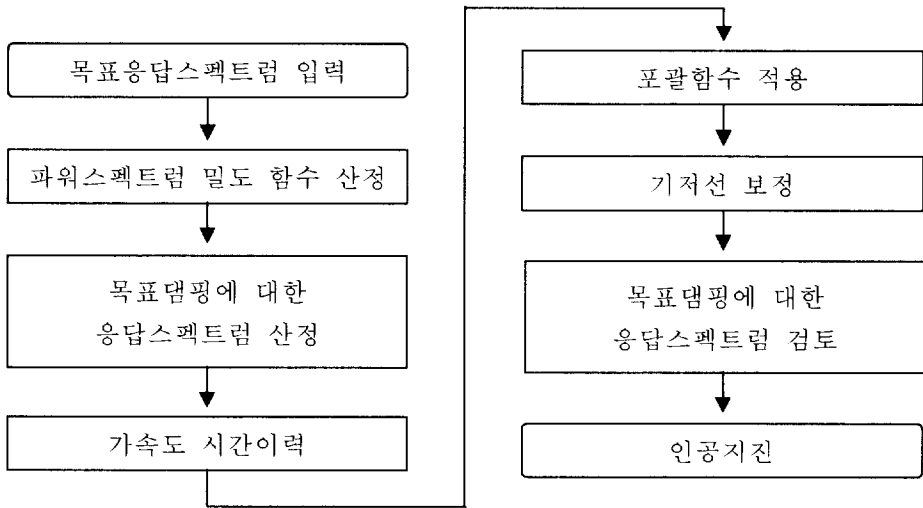 목표응답스펙트럼 입력
파워스펙트럼 밀도 함수 산정
목표댐핑에 대한
응답스펙트럼 산정
가속도 시간이력
포괄함수 적용
기저선 보정
목표댐핑에 대한
응답스펙트럼 검토
인공지진